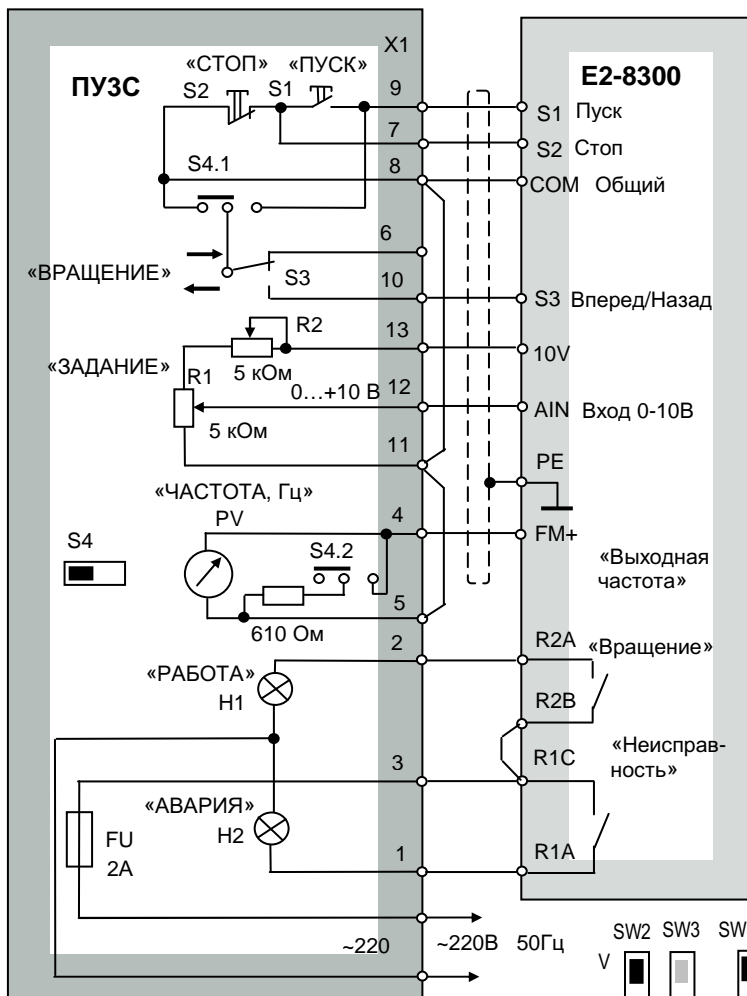 X1
ПУ3С
«СТОП» «ПУСК»
S2 S1
9
7
8
S4.1
6
«ВРАЩЕНИЕ»
S3
10
R2
13
5 кОм
«ЗАДАНИЕ»
R1
0...+10 В
12
5 кОм
11
«ЧАСТОТА, Гц»
PV
4
S4
S4.2
5
610 Ом
2
«РАБОТА»
H1
3
«АВАРИЯ»
H2
FU
2А
1
~220
~220В 50Гц
E2-8300
S1 Пуск
S2 Стоп
COM Общий
S3 Вперед/Назад
10V
AIN Вход 0-10В
PE
FM+
«Выходная
частота»
R2A
«Вращение»
R2B
R1C
«Неисправ-
ность»
R1A
SW2 SW3 SW
V